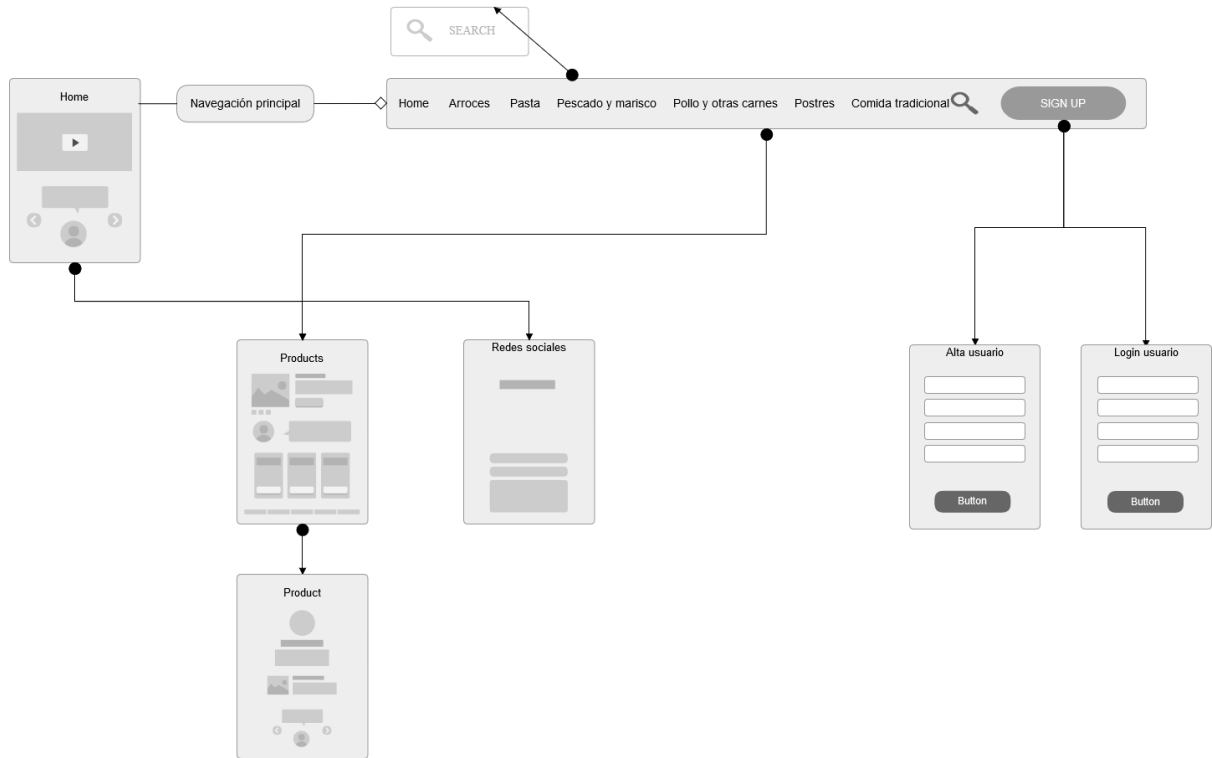 SEARCH
Home
Navegación principal
Home Arroces Pasta Pescado y marisco Pollo y otras carnes Postres Comida tradicional SIGN UP
Products
Redes sociales
Alta usuario
Login usuario
Button
Button
Product